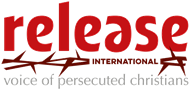 release
INTERNATIONAL
voice of persecuted christians